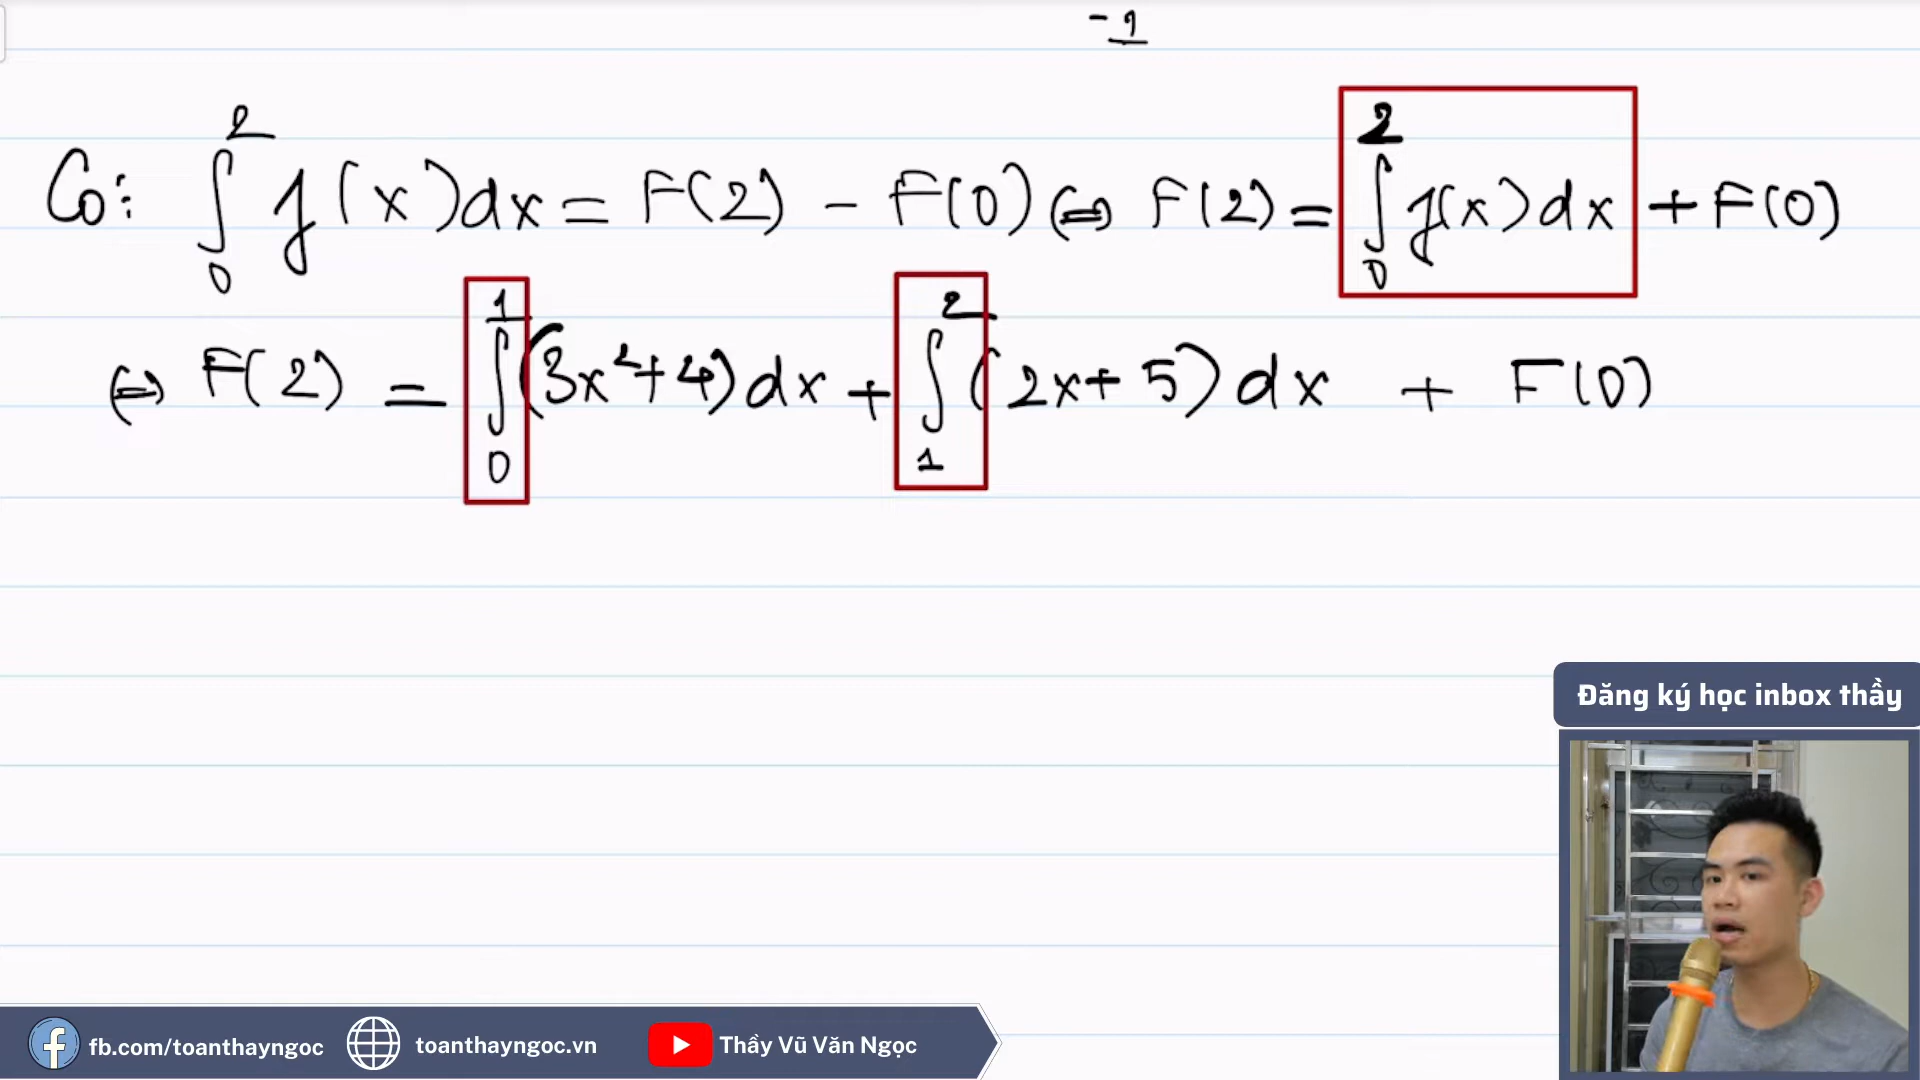 -1
Có: ∫₀² f(x)dx = F(2) - F(0) ⇔ F(2) = ∫₀² f(x)dx + F(0)
⇔ F(2) = ∫₀¹ (3x²+4)dx + ∫₁² (2x+5)dx + F(0)
Đăng ký học inbox thầy
fb.com/toanthayngoc toanthayngoc.vn Thầy Vũ Văn Ngọc